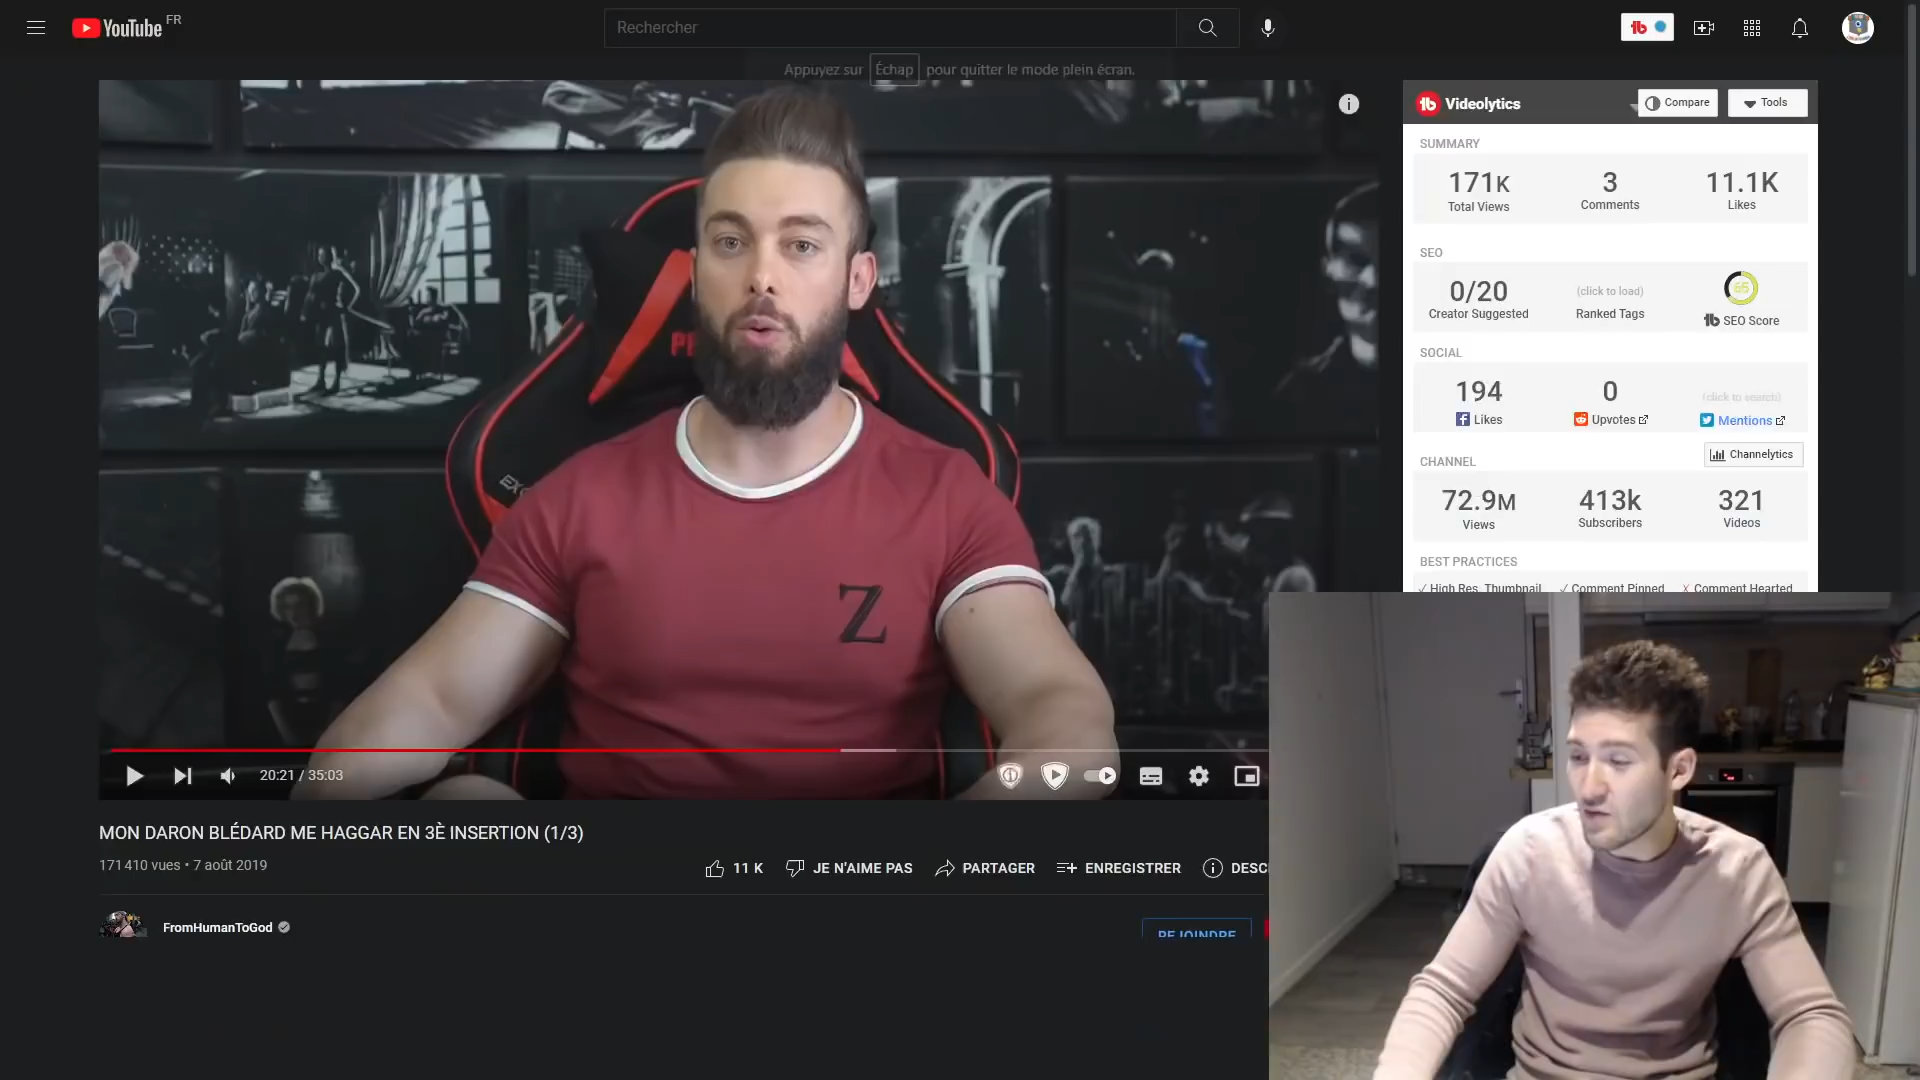 YouTube FR
Rechercher
Appuyez sur Échap pour quitter le mode plein écran.
Videolytics
Compare
Tools
SUMMARY
171K
Total Views
3
Comments
11.1K
Likes
SEO
0/20
Creator Suggested
(click to load)
Ranked Tags
65
SEO Score
SOCIAL
194
Likes
0
Upvotes
(click to search)
Mentions
Channelytics
CHANNEL
72.9M
Views
413k
Subscribers
321
Videos
BEST PRACTICES
High Res. Thumbnail
Comment Pinned
Comment Hearted
Z
20:21 / 35:03
MON DARON BLÉDARD ME HAGGAR EN 3È INSERTION (1/3)
171 410 vues • 7 août 2019
11 K
JE N'AIME PAS
PARTAGER
ENREGISTRER
DESC
FromHumanToGod
REJOINDRE